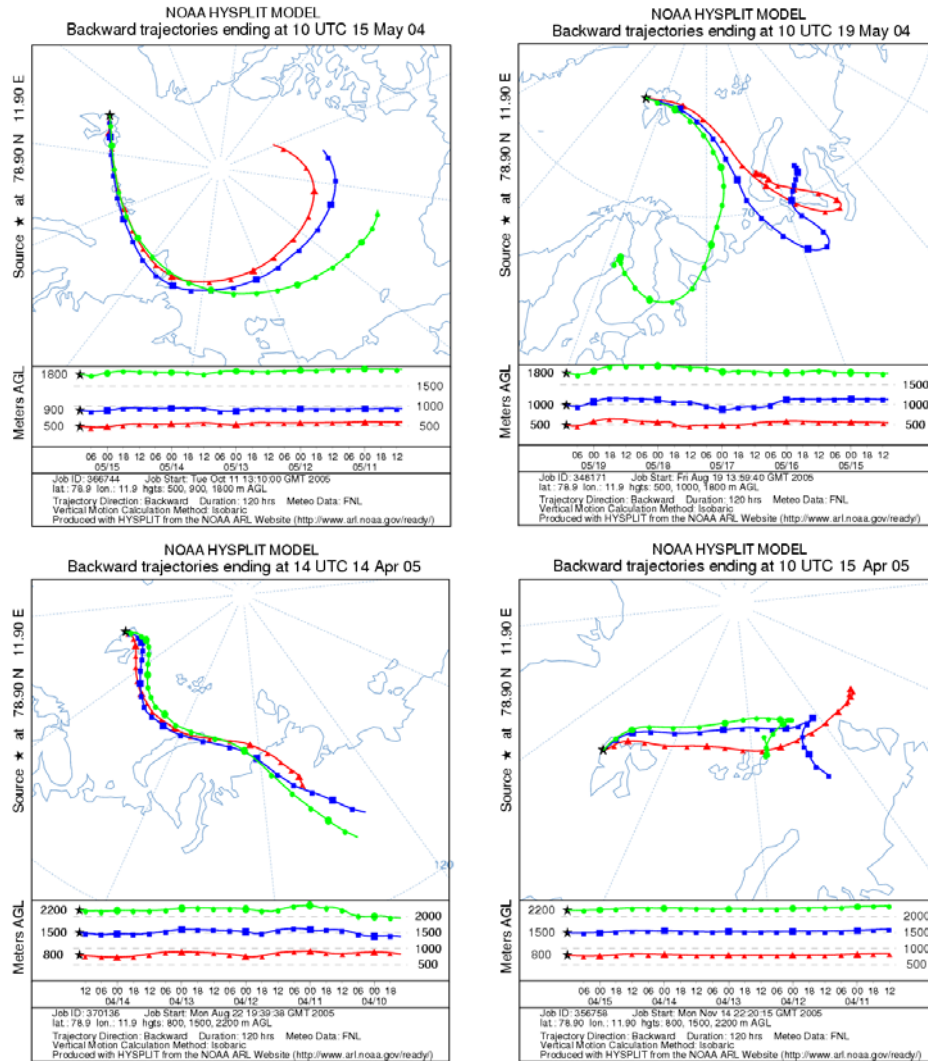 NOAA HYSPLIT MODEL
Backward trajectories ending at 10 UTC 15 May 04
Source ★ at 78.90 N 11.90 E
Meters AGL
1800
900
500
1500
1000
500
06 00 18 12 06 00 18 12 06 00 18 12 06 00 18 12 06 00 18 12
05/15 05/14 05/13 05/12 05/11
Job ID: 366744 Job Start: Tue Oct 11 13:10:00 GMT 2005
lat.: 78.9 lon.: 11.9 hgts: 500, 900, 1800 m AGL
Trajectory Direction: Backward Duration: 120 hrs Meteo Data: FNL
Vertical Motion Calculation Method: Isobaric
Produced with HYSPLIT from the NOAA ARL Website (http://www.arl.noaa.gov/ready/)
NOAA HYSPLIT MODEL
Backward trajectories ending at 10 UTC 19 May 04
Source ★ at 78.90 N 11.90 E
70
Meters AGL
1800
1000
500
1500
1000
500
06 00 18 12 06 00 18 12 06 00 18 12 06 00 18 12 06 00 18 12
05/19 05/18 05/17 05/16 05/15
Job ID: 348171 Job Start: Fri Aug 19 13:59:40 GMT 2005
lat.: 78.9 lon.: 11.9 hgts: 500, 1000, 1800 m AGL
Trajectory Direction: Backward Duration: 120 hrs Meteo Data: FNL
Vertical Motion Calculation Method: Isobaric
Produced with HYSPLIT from the NOAA ARL Website (http://www.arl.noaa.gov/ready/)
NOAA HYSPLIT MODEL
Backward trajectories ending at 14 UTC 14 Apr 05
Source ★ at 78.90 N 11.90 E
120
Meters AGL
2200
1500
800
2000
1500
1000
500
12 06 00 18 12 06 00 18 12 06 00 18 12 06 00 18 12 06 00 18
04/14 04/13 04/12 04/11 04/10
Job ID: 370136 Job Start: Mon Aug 22 19:39:38 GMT 2005
lat.: 78.9 lon.: 11.9 hgts: 800, 1500, 2200 m AGL
Trajectory Direction: Backward Duration: 120 hrs Meteo Data: FNL
Vertical Motion Calculation Method: Isobaric
Produced with HYSPLIT from the NOAA ARL Website (http://www.arl.noaa.gov/ready/)
NOAA HYSPLIT MODEL
Backward trajectories ending at 10 UTC 15 Apr 05
Source ★ at 78.90 N 11.90 E
Meters AGL
2200
1500
800
2000
1500
1000
500
06 00 18 12 06 00 18 12 06 00 18 12 06 00 18 12 06 00 18 12
04/15 04/14 04/13 04/12 04/11
Job ID: 356758 Job Start: Mon Nov 14 22:20:15 GMT 2005
lat.: 78.90 lon.: 11.90 hgts: 800, 1500, 2200 m AGL
Trajectory Direction: Backward Duration: 120 hrs Meteo Data: FNL
Vertical Motion Calculation Method: Isobaric
Produced with HYSPLIT from the NOAA ARL Website (http://www.arl.noaa.gov/ready/)